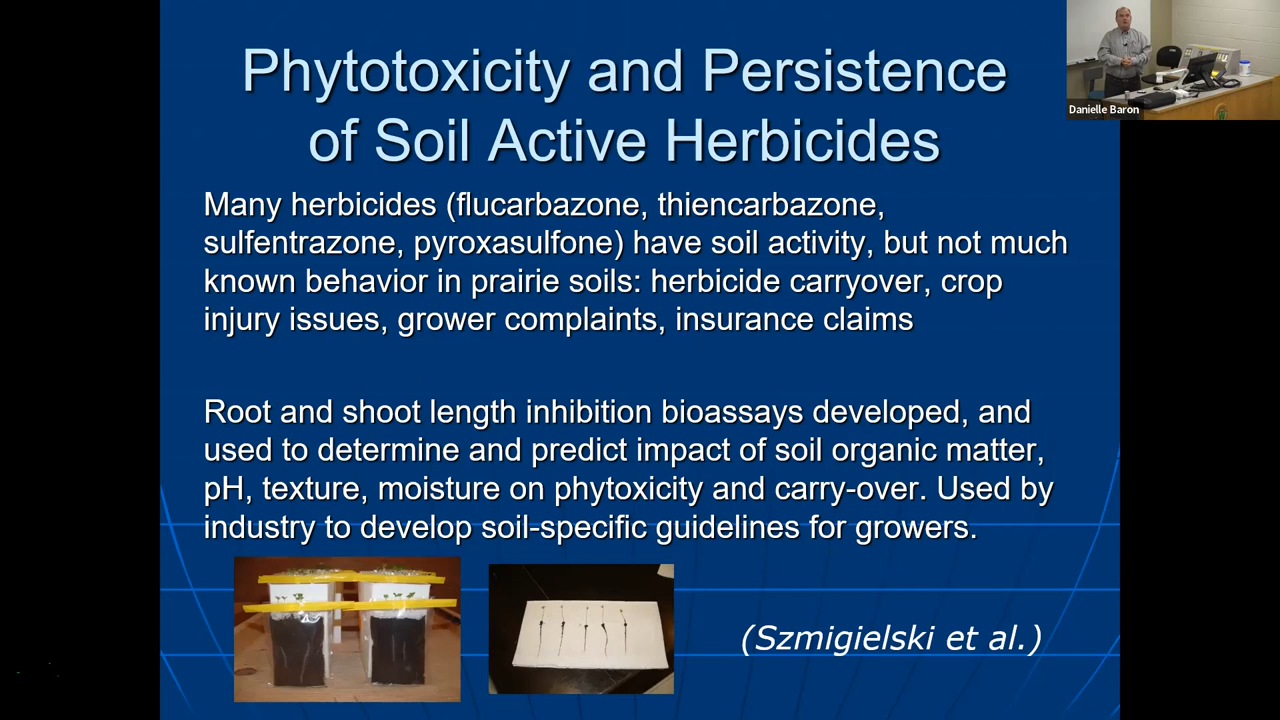 Phytotoxicity and Persistence
of Soil Active Herbicides
Danielle Baron
Many herbicides (flucarbazone, thiencarbazone,
sulfentrazone, pyroxasulfone) have soil activity, but not much
known behavior in prairie soils: herbicide carryover, crop
injury issues, grower complaints, insurance claims
Root and shoot length inhibition bioassays developed, and
used to determine and predict impact of soil organic matter,
pH, texture, moisture on phytoxicity and carry-over. Used by
industry to develop soil-specific guidelines for growers.
(Szmigielski et al.)